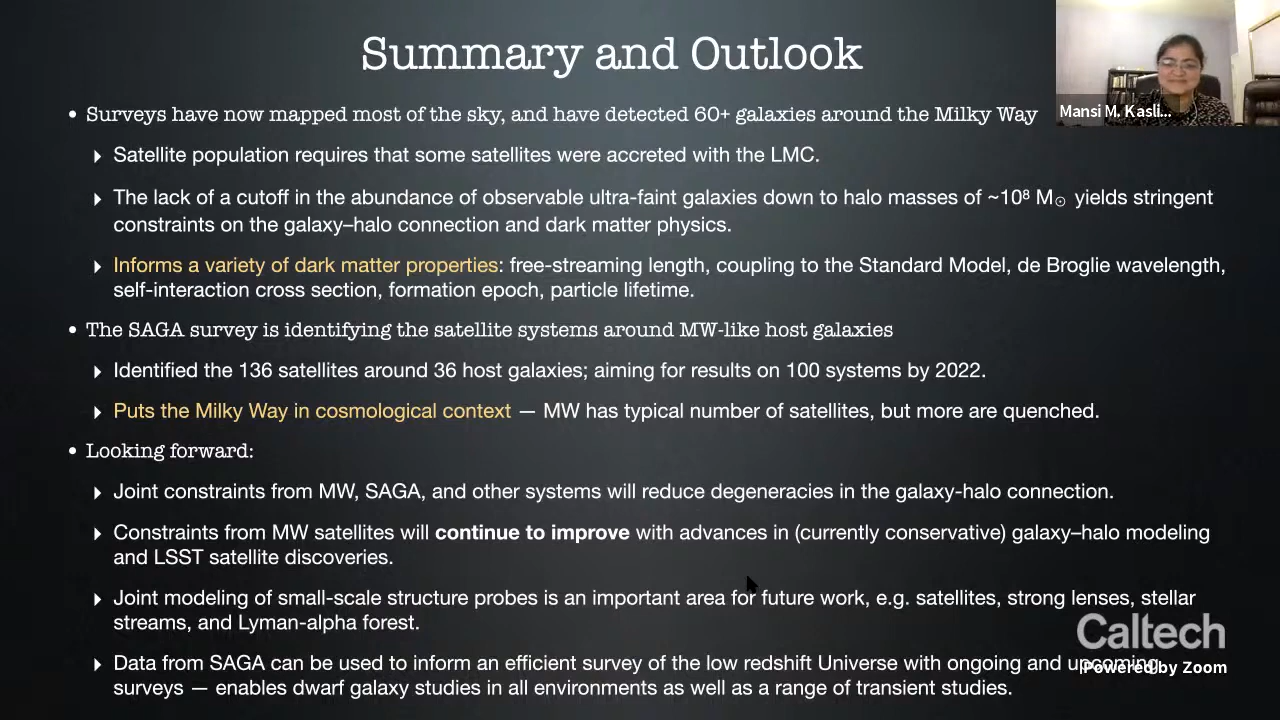 Summary and Outlook
• Surveys have now mapped most of the sky, and have detected 60+ galaxies around the Milky Way
Mansi M. Kasli...
Satellite population requires that some satellites were accreted with the LMC.
The lack of a cutoff in the abundance of observable ultra-faint galaxies down to halo masses of ~10⁸ M☉ yields stringent
constraints on the galaxy–halo connection and dark matter physics.
Informs a variety of dark matter properties: free-streaming length, coupling to the Standard Model, de Broglie wavelength,
self-interaction cross section, formation epoch, particle lifetime.
• The SAGA survey is identifying the satellite systems around MW-like host galaxies
Identified the 136 satellites around 36 host galaxies; aiming for results on 100 systems by 2022.
Puts the Milky Way in cosmological context — MW has typical number of satellites, but more are quenched.
• Looking forward:
Joint constraints from MW, SAGA, and other systems will reduce degeneracies in the galaxy-halo connection.
Constraints from MW satellites will continue to improve with advances in (currently conservative) galaxy–halo modeling
and LSST satellite discoveries.
Joint modeling of small-scale structure probes is an important area for future work, e.g. satellites, strong lenses, stellar
streams, and Lyman-alpha forest.
Caltech
Data from SAGA can be used to inform an efficient survey of the low redshift Universe with ongoing and upcoming
Powered by Zoom
surveys — enables dwarf galaxy studies in all environments as well as a range of transient studies.